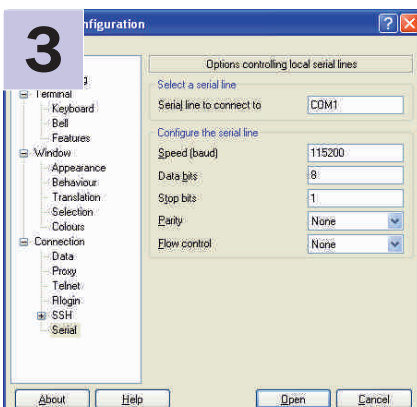 3
nfiguration
Options controlling local serial lines
Select a serial line
Serial line to connect to COM1
Configure the serial line
Speed (baud) 115200
Data bits 8
Stop bits 1
Parity None
Flow control None
Terminal
Keyboard
Bell
Features
Window
Appearance
Behaviour
Translation
Selection
Colours
Connection
Data
Proxy
Telnet
Rlogin
SSH
Serial
About Help Open Cancel